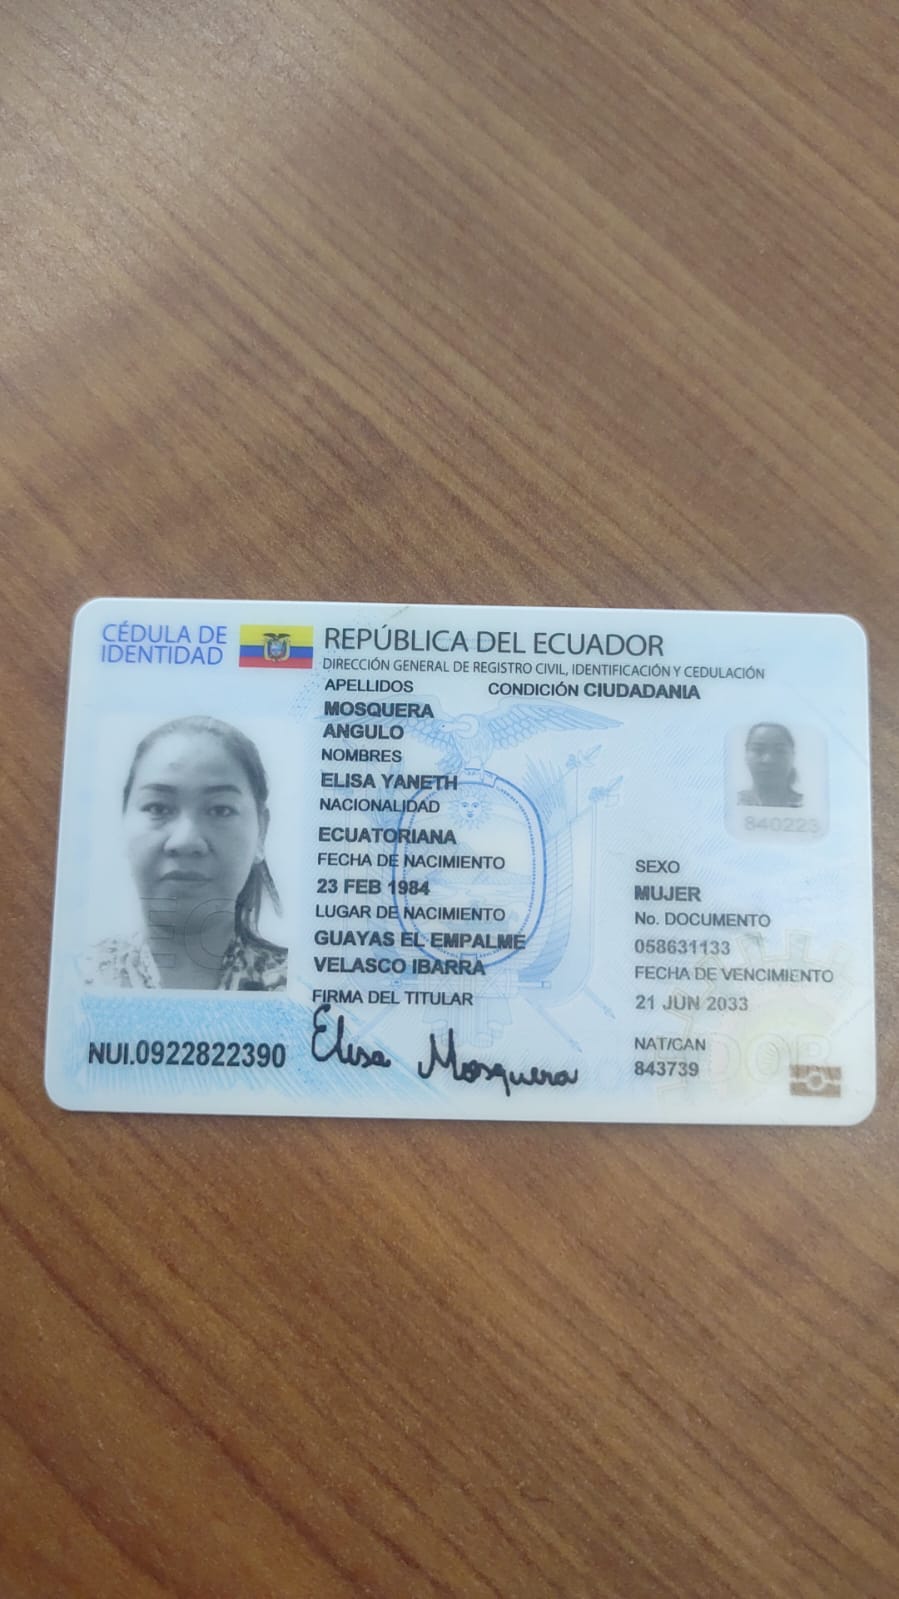 CÉDULA DE
IDENTIDAD
REPÚBLICA DEL ECUADOR
DIRECCIÓN GENERAL DE REGISTRO CIVIL, IDENTIFICACIÓN Y CEDULACIÓN
APELLIDOS
MOSQUERA
ANGULO
CONDICIÓN CIUDADANIA
NOMBRES
ELISA YANETH
NACIONALIDAD
ECUATORIANA
FECHA DE NACIMIENTO
23 FEB 1984
LUGAR DE NACIMIENTO
GUAYAS EL EMPALME
VELASCO IBARRA
FIRMA DEL TITULAR
Elisa Mosquera
NUI.0922822390
840223
SEXO
MUJER
No. DOCUMENTO
058631133
FECHA DE VENCIMIENTO
21 JUN 2033
NAT/CAN
843739